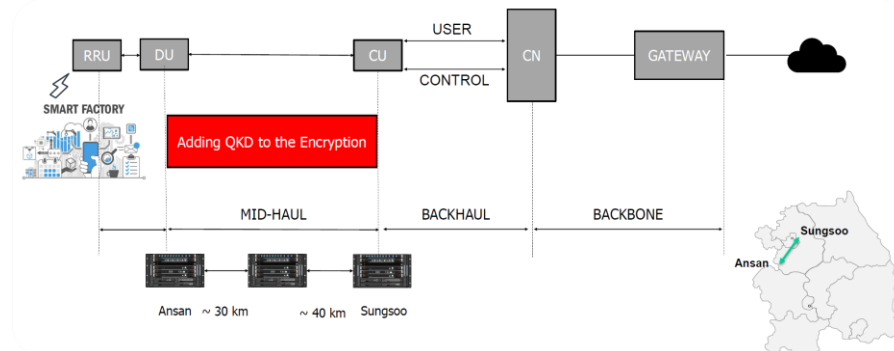 USER
RRU
DU
CU
CN
GATEWAY
CONTROL
SMART FACTORY
Adding QKD to the Encryption
MID-HAUL
BACKHAUL
BACKBONE
Sungsoo
Ansan
Ansan
~ 30 km
~ 40 km
Sungsoo